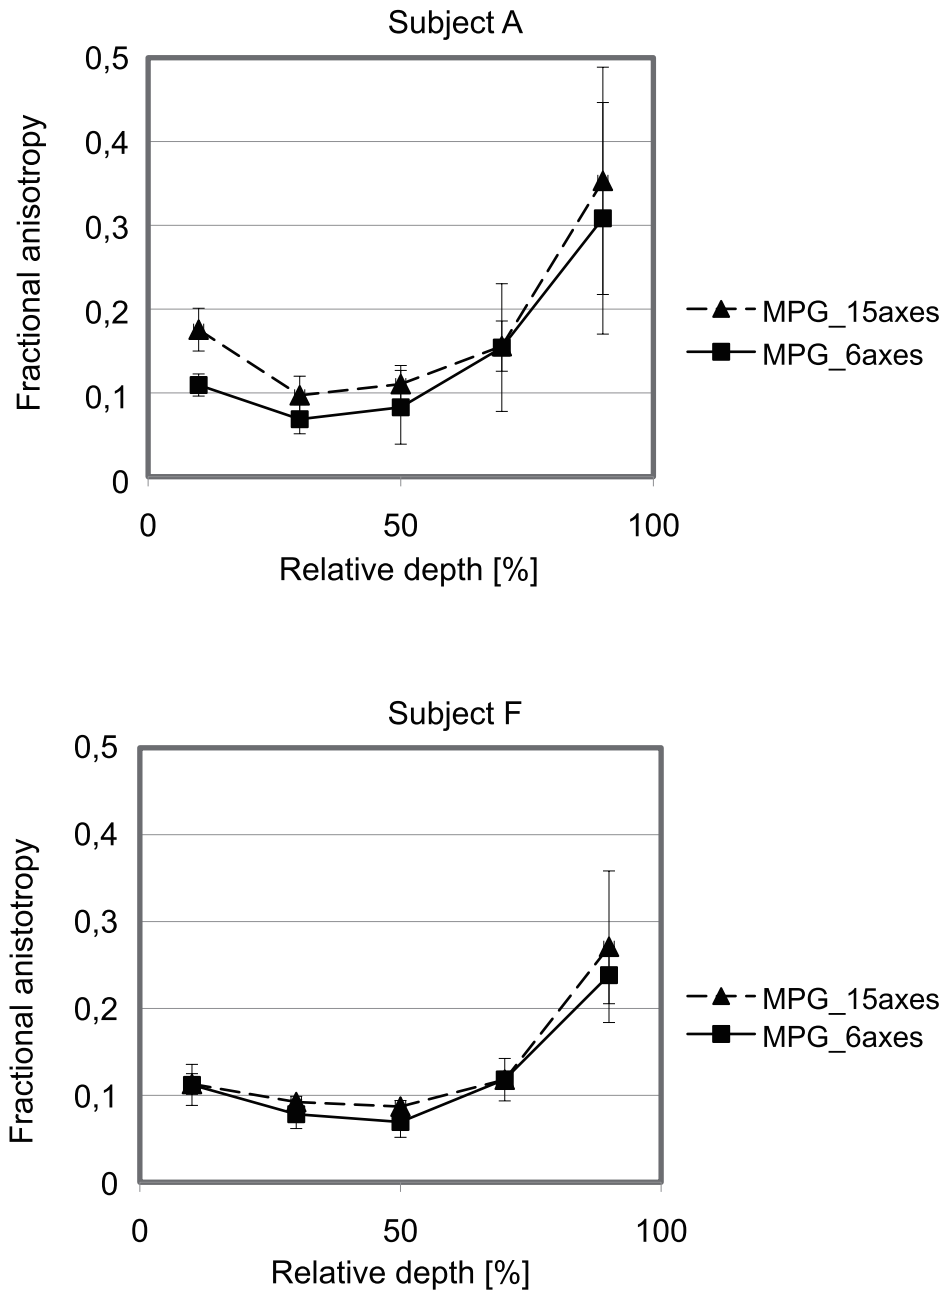 Subject A
0,5
0,4
0,3
0,2
0,1
0
Fractional anisotropy
0 50 100
Relative depth [%]
MPG_15axes
MPG_6axes
Subject F
0,5
0,4
0,3
0,2
0,1
0
Fractional anistotropy
0 50 100
Relative depth [%]
MPG_15axes
MPG_6axes